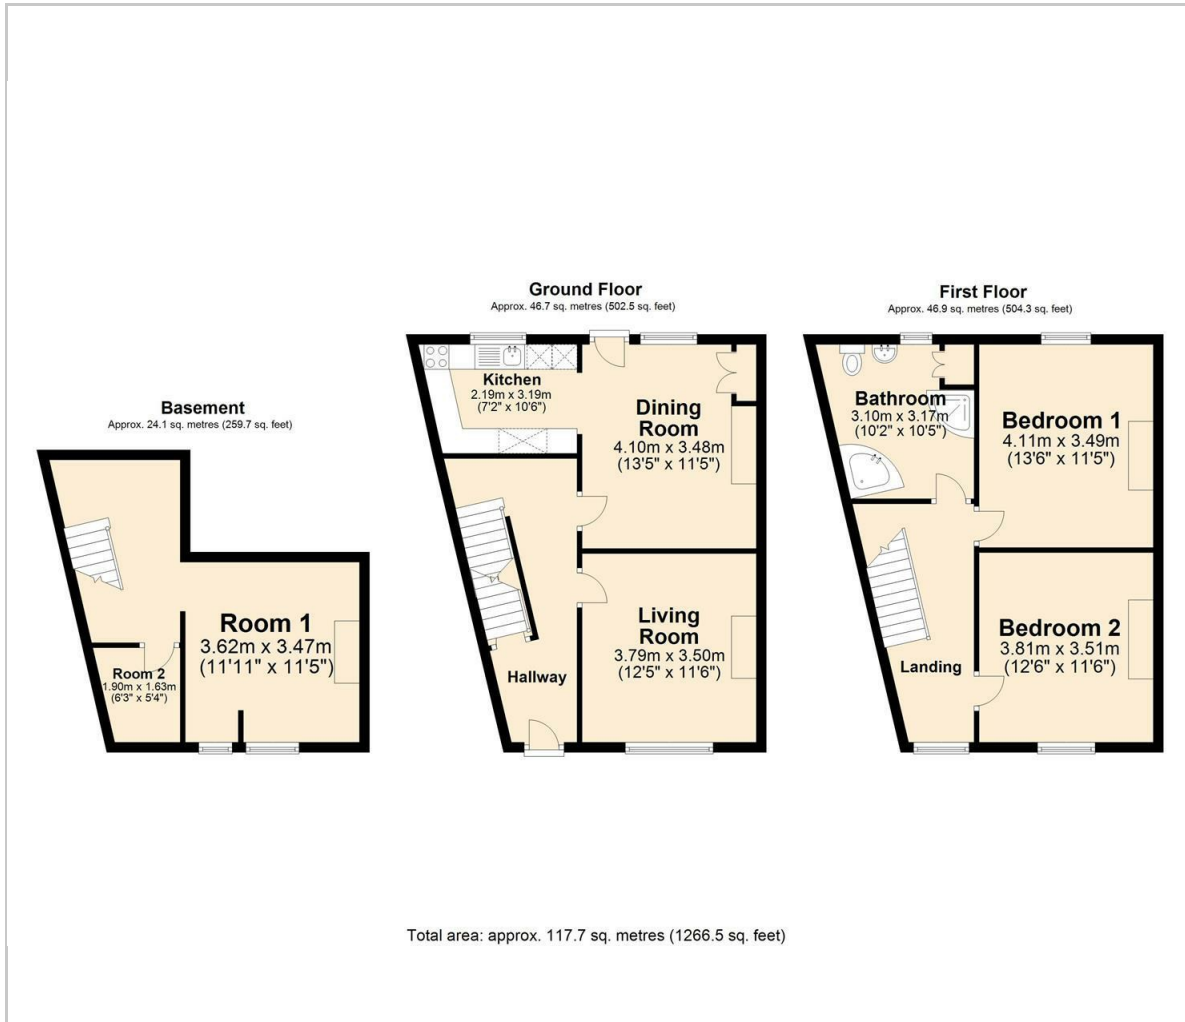 Basement
Approx. 24.1 sq. metres (259.7 sq. feet)
Room 1
3.62m x 3.47m
(11'11" x 11'5")
Room 2
1.90m x 1.63m
(6'3" x 5'4")
Ground Floor
Approx. 46.7 sq. metres (502.5 sq. feet)
Kitchen
2.19m x 3.19m
(7'2" x 10'6")
Dining
Room
4.10m x 3.48m
(13'5" x 11'5")
Living
Room
3.79m x 3.50m
(12'5" x 11'6")
Hallway
First Floor
Approx. 46.9 sq. metres (504.3 sq. feet)
Bathroom
3.10m x 3.17m
(10'2" x 10'5")
Bedroom 1
4.11m x 3.49m
(13'6" x 11'5")
Bedroom 2
3.81m x 3.51m
(12'6" x 11'6")
Landing
Total area: approx. 117.7 sq. metres (1266.5 sq. feet)